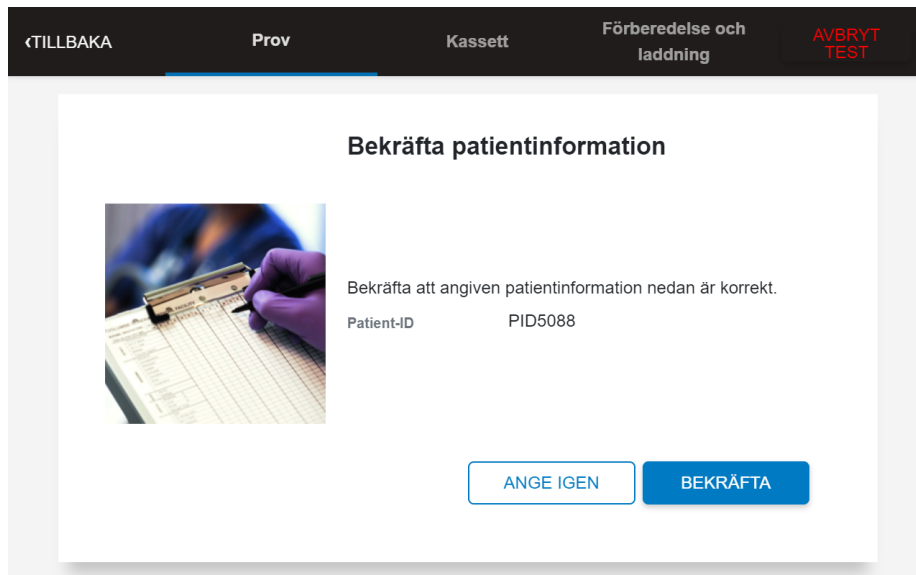 ‹TILLBAKA
Prov
Kassett
Förberedelse och
laddning
AVBRYT
TEST
Bekräfta patientinformation
Bekräfta att angiven patientinformation nedan är korrekt.
Patient-ID PID5088
ANGE IGEN
BEKRÄFTA